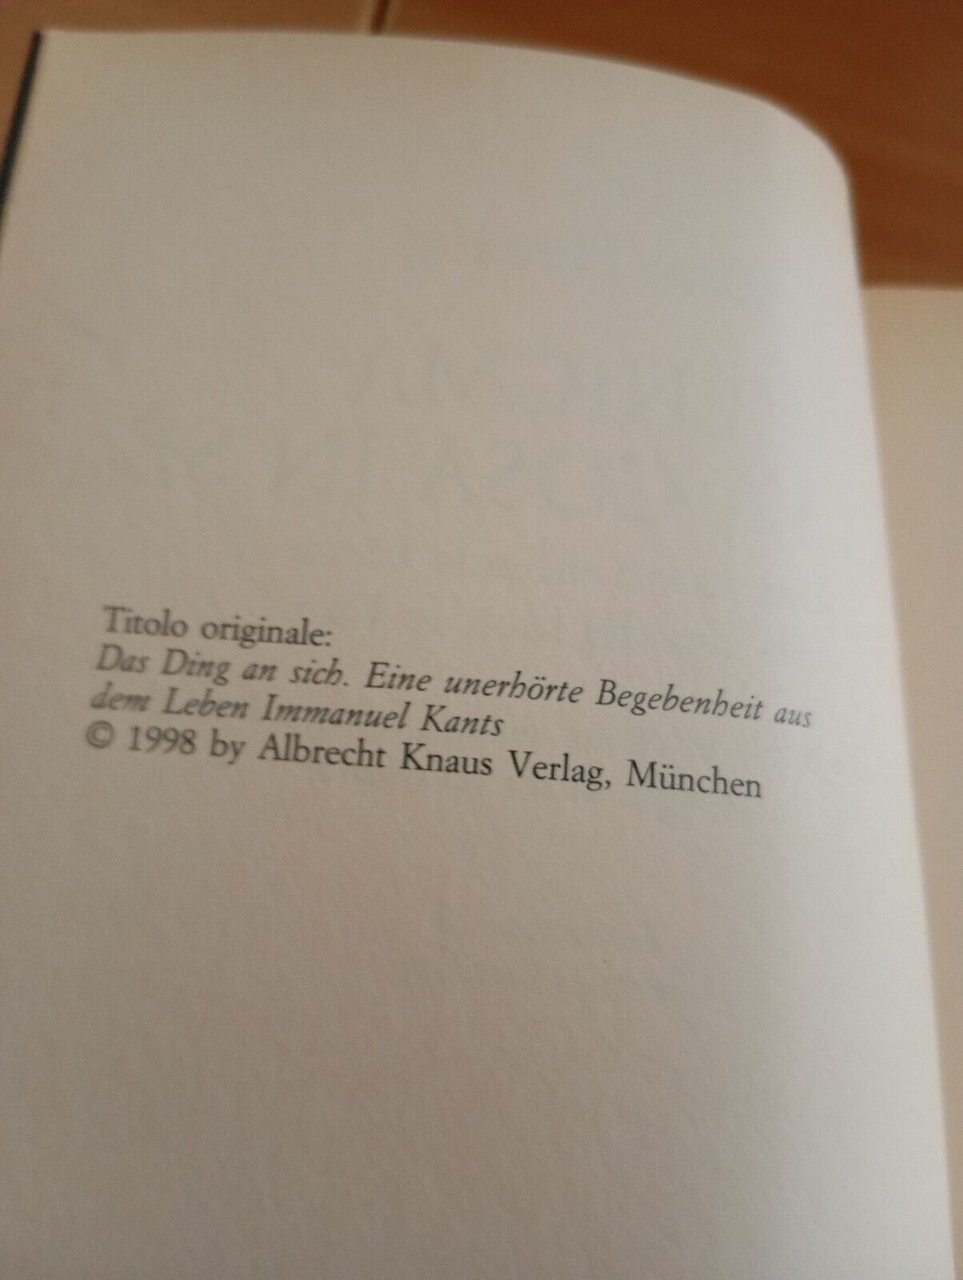 Titolo originale:
Das Ding an sich. Eine unerhörte Begebenheit aus
dem Leben Immanuel Kants
© 1998 by Albrecht Knaus Verlag, München